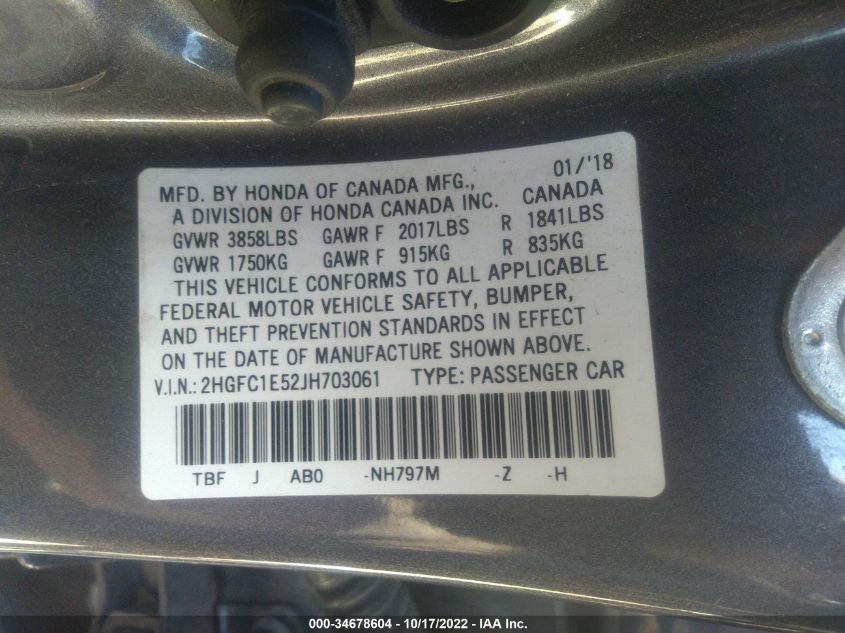 01/'18
MFD. BY HONDA OF CANADA MFG., CANADA
A DIVISION OF HONDA CANADA INC.
GVWR 3858LBS GAWR F 2017LBS R 1841LBS
GVWR 1750KG GAWR F 915KG R 835KG
THIS VEHICLE CONFORMS TO ALL APPLICABLE
FEDERAL MOTOR VEHICLE SAFETY, BUMPER,
AND THEFT PREVENTION STANDARDS IN EFFECT
ON THE DATE OF MANUFACTURE SHOWN ABOVE.
V.I.N.: 2HGFC1E52JH703061 TYPE: PASSENGER CAR
TBF J AB0 -NH797M -Z -H
000-34678604 - 10/17/2022 - IAA Inc.